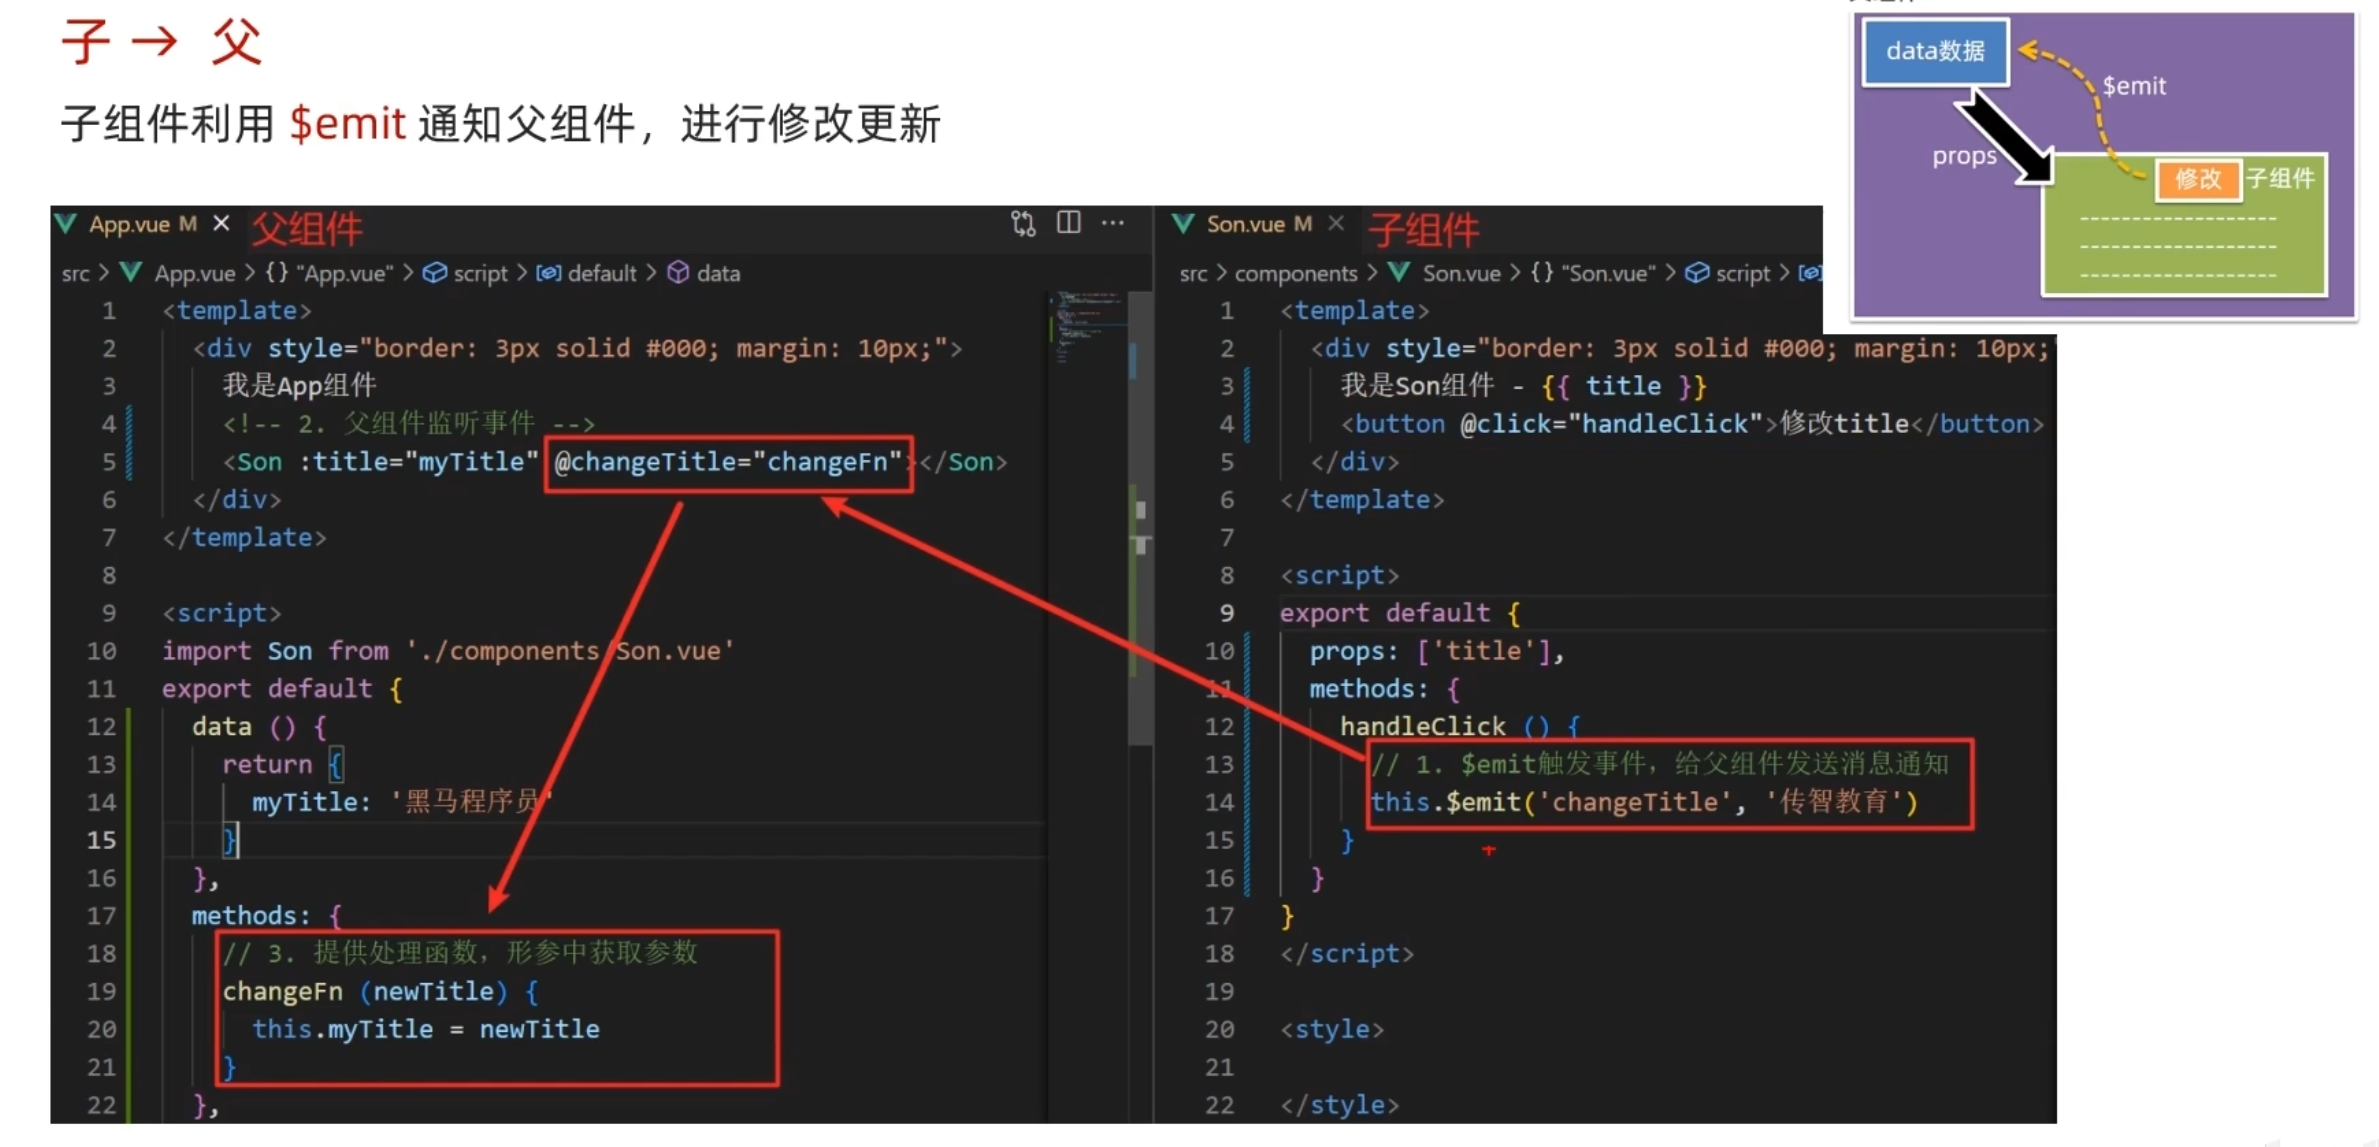 子 → 父
子组件利用 $emit 通知父组件，进行修改更新
data数据
$emit
props
修改 子组件
App.vue M 父组件
src > App.vue > {} "App.vue" > script > default > data
1 <template>
2 <div style="border: 3px solid #000; margin: 10px;">
3 我是App组件
4 <!-- 2. 父组件监听事件 -->
5 <Son :title="myTitle" @changeTitle="changeFn"></Son>
6 </div>
7 </template>
8
9 <script>
10 import Son from './components/Son.vue'
11 export default {
12 data () {
13 return {
14 myTitle: '黑马程序员'
15 }
16 },
17 methods: {
18 // 3. 提供处理函数，形参中获取参数
19 changeFn (newTitle) {
20 this.myTitle = newTitle
21 }
22 },
Son.vue M 子组件
src > components > Son.vue > {} "Son.vue" > script >
1 <template>
2 <div style="border: 3px solid #000; margin: 10px;
3 我是Son组件 - {{ title }}
4 <button @click="handleClick">修改title</button>
5 </div>
6 </template>
7
8 <script>
9 export default {
10 props: ['title'],
11 methods: {
12 handleClick () {
13 // 1. $emit触发事件，给父组件发送消息通知
14 this.$emit('changeTitle', '传智教育')
15 }
16 }
17 }
18 </script>
19
20 <style>
21
22 </style>